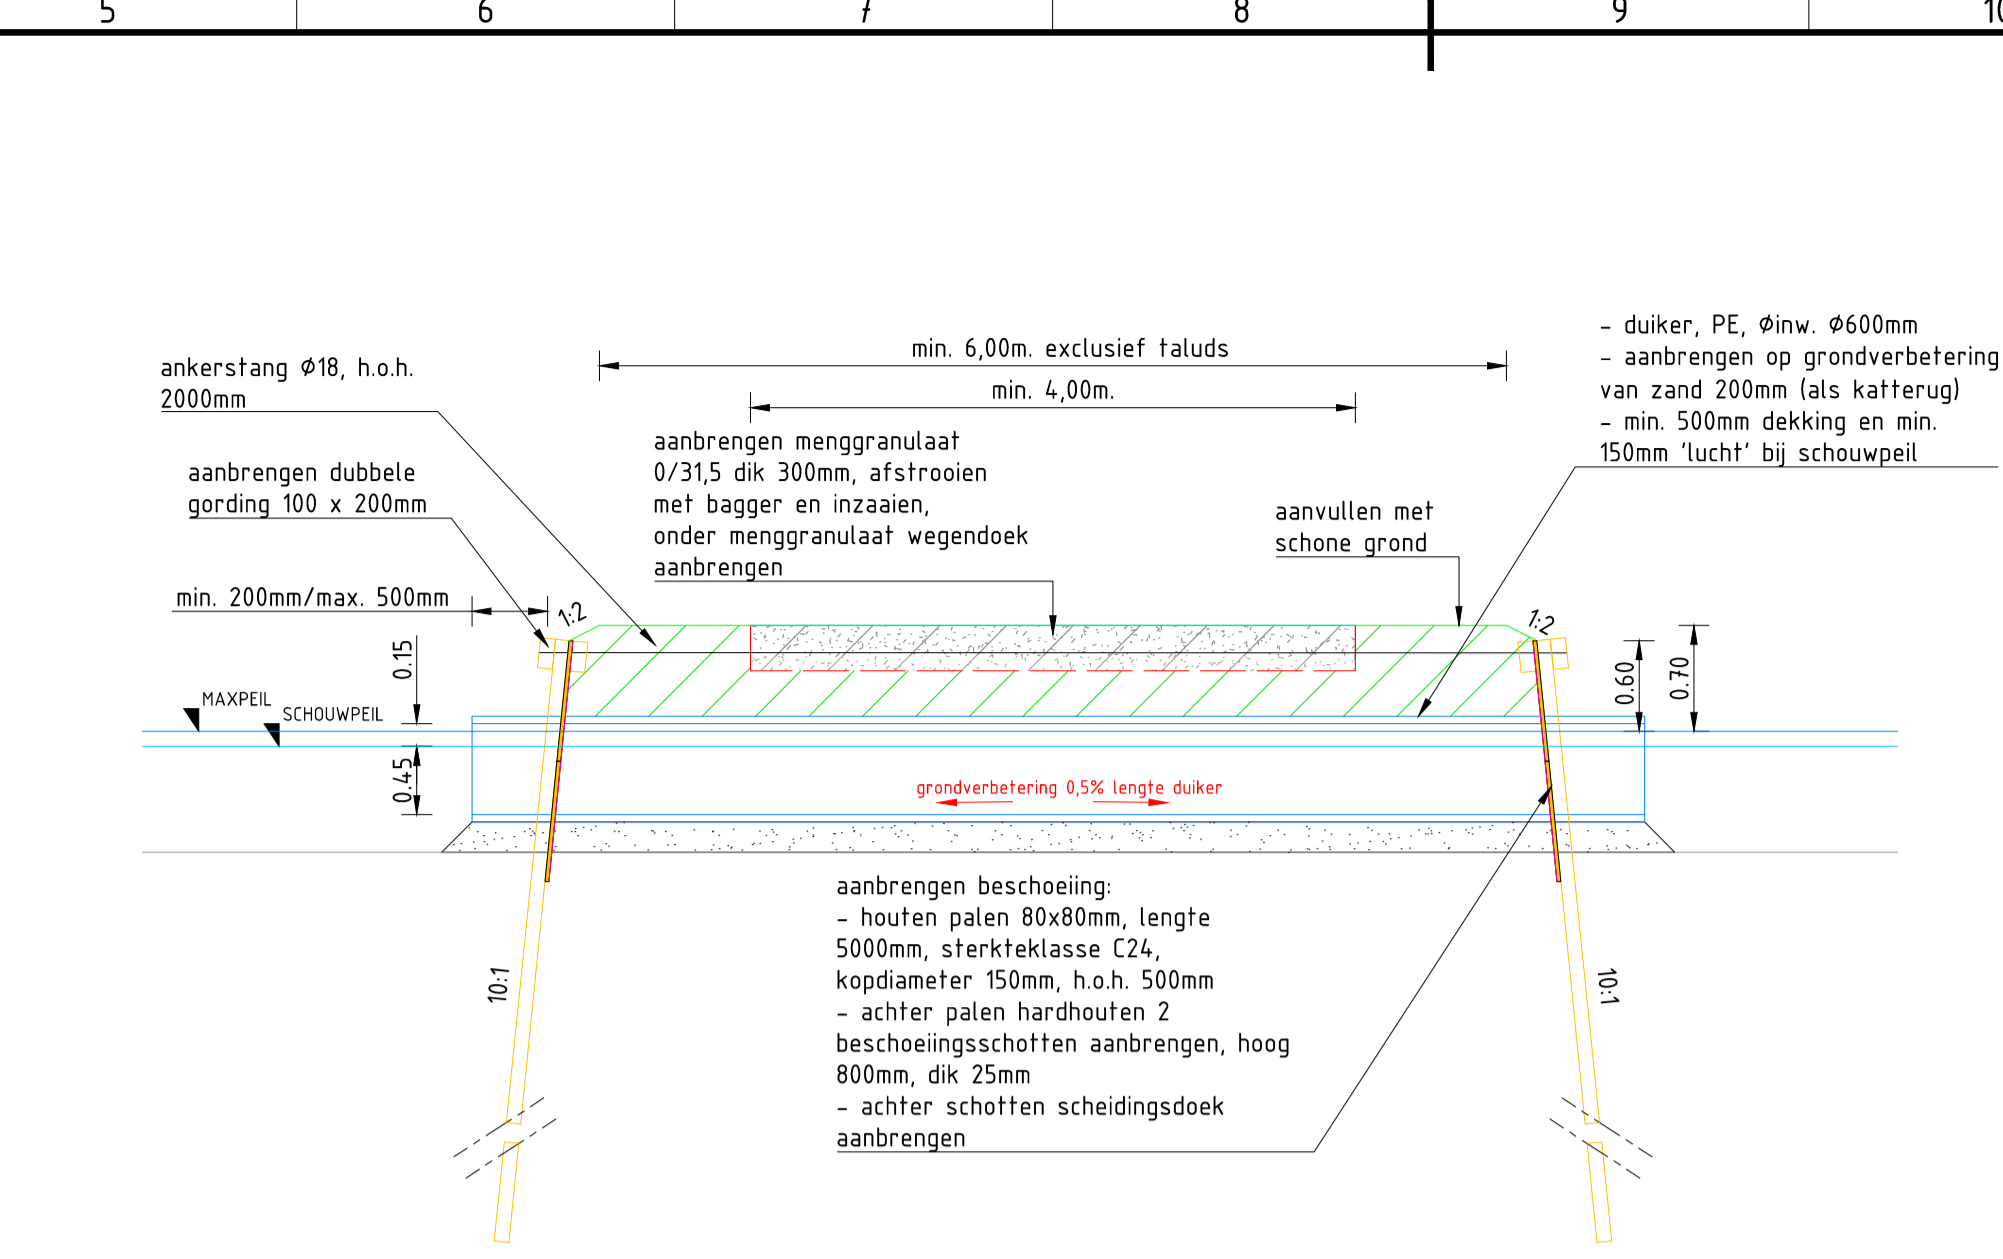 5
6
7
8
9
10
- duiker, PE, Øinw. Ø600mm
- aanbrengen op grondverbetering
van zand 200mm (als katterug)
- min. 500mm dekking en min.
150mm 'lucht' bij schouwpeil
min. 6,00m. exclusief taluds
min. 4,00m.
ankerstang Ø18, h.o.h.
2000mm
aanbrengen dubbele
gording 100 x 200mm
min. 200mm/max. 500mm
aanbrengen menggranulaat
0/31,5 dik 300mm, afstrooien
met bagger en inzaaien,
onder menggranulaat wegendoek
aanbrengen
aanvullen met
schone grond
1:2
1:2
0.15
0.60
0.70
MAXPEIL
SCHOUWPEIL
0.45
grondverbetering 0,5% lengte duiker
aanbrengen beschoeiing:
- houten palen 80x80mm, lengte
5000mm, sterkteklasse C24,
kopdiameter 150mm, h.o.h. 500mm
- achter palen hardhouten 2
beschoeiingsschotten aanbrengen, hoog
800mm, dik 25mm
- achter schotten scheidingsdoek
aanbrengen
10:1
10:1